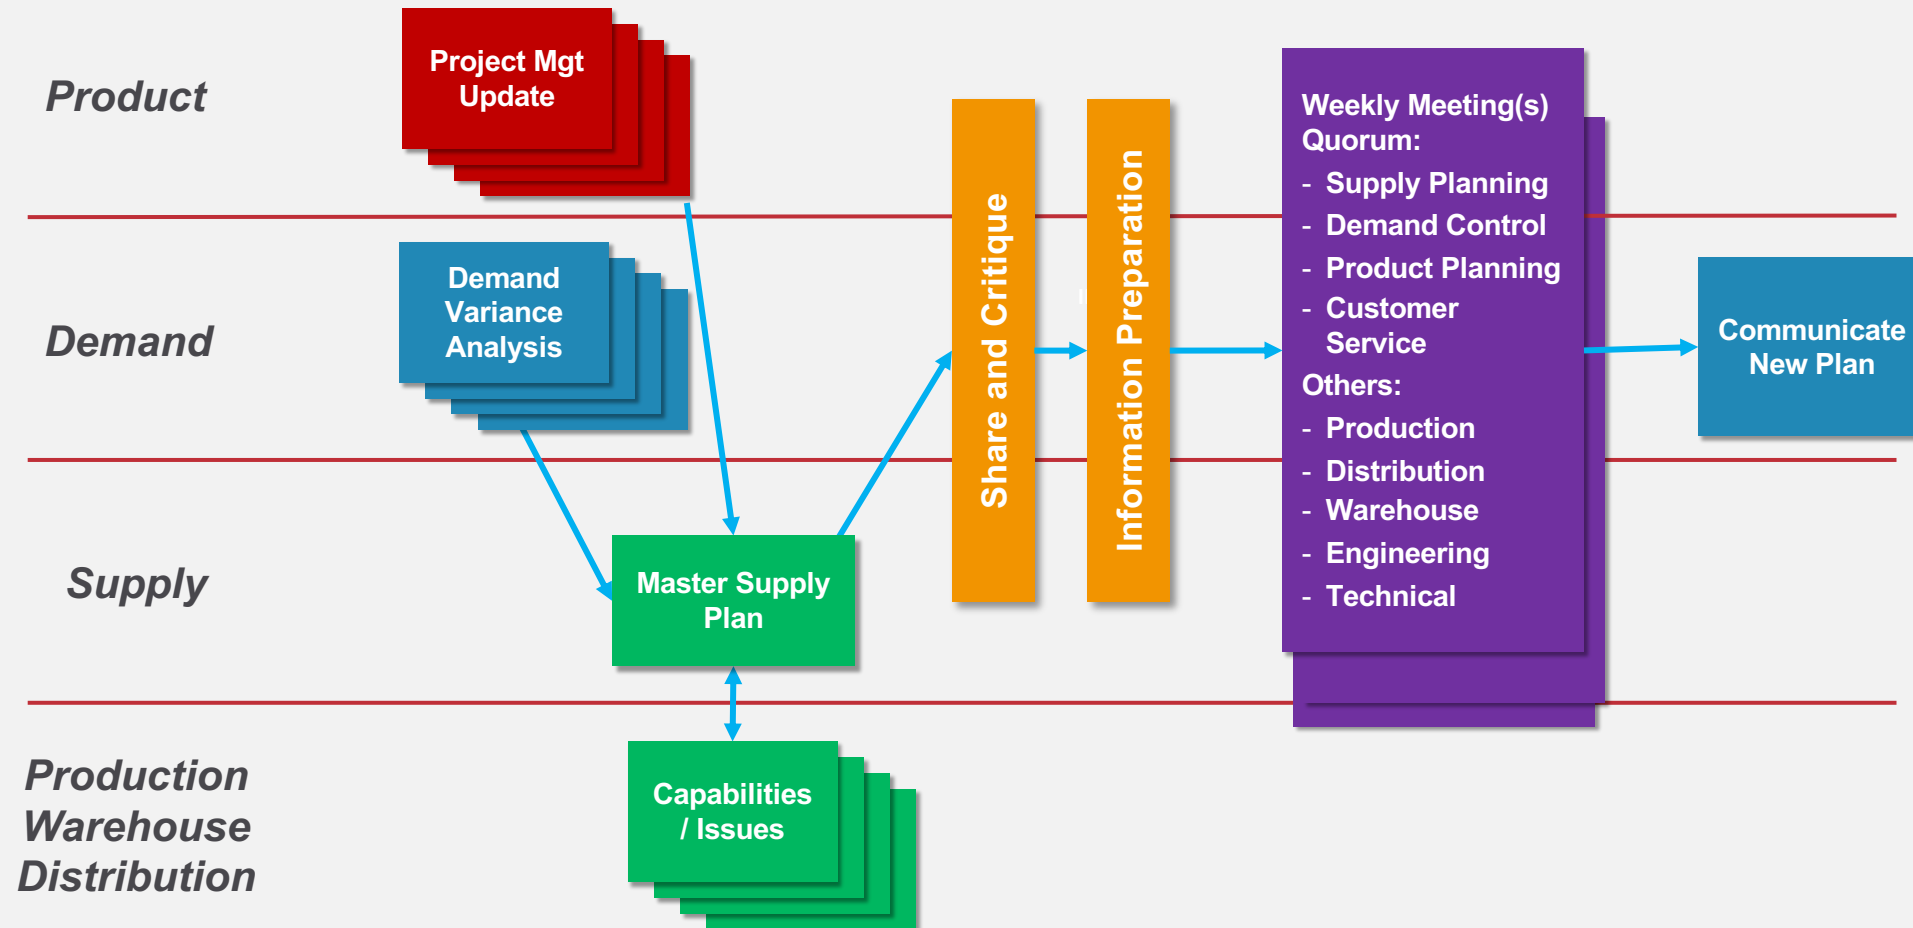 Product
Project Mgt
Update
Demand
Demand
Variance
Analysis
Supply
Master Supply
Plan
Production
Warehouse
Distribution
Capabilities
/ Issues
Share and Critique
Information Preparation
Weekly Meeting(s)
Quorum:
- Supply Planning
- Demand Control
- Product Planning
- Customer
Service
Others:
- Production
- Distribution
- Warehouse
- Engineering
- Technical
Communicate
New Plan